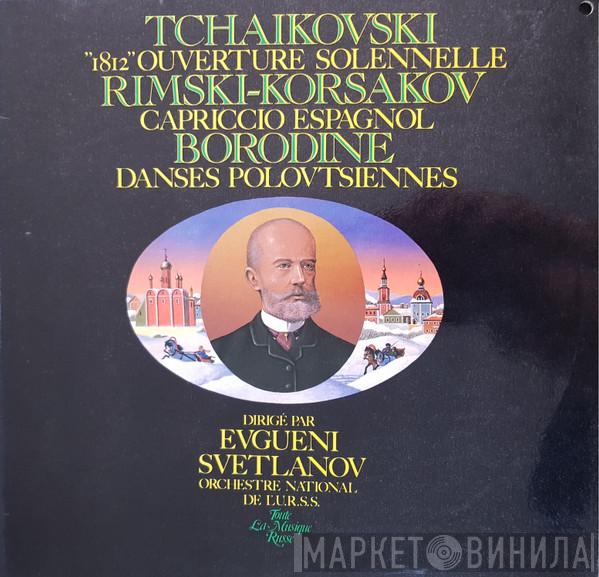 TCHAIKOVSKI
"1812" OUVERTURE SOLENNELLE
RIMSKI-KORSAKOV
CAPRICCIO ESPAGNOL
BORODINE
DANSES POLOVTSIENNES
DIRIGÉ PAR
EVGUENI
SVETLANOV
ORCHESTRE NATIONAL
DE L'U.R.S.S.
Toute
La Musique
Russe
МАРКЕТ ВИНИЛА